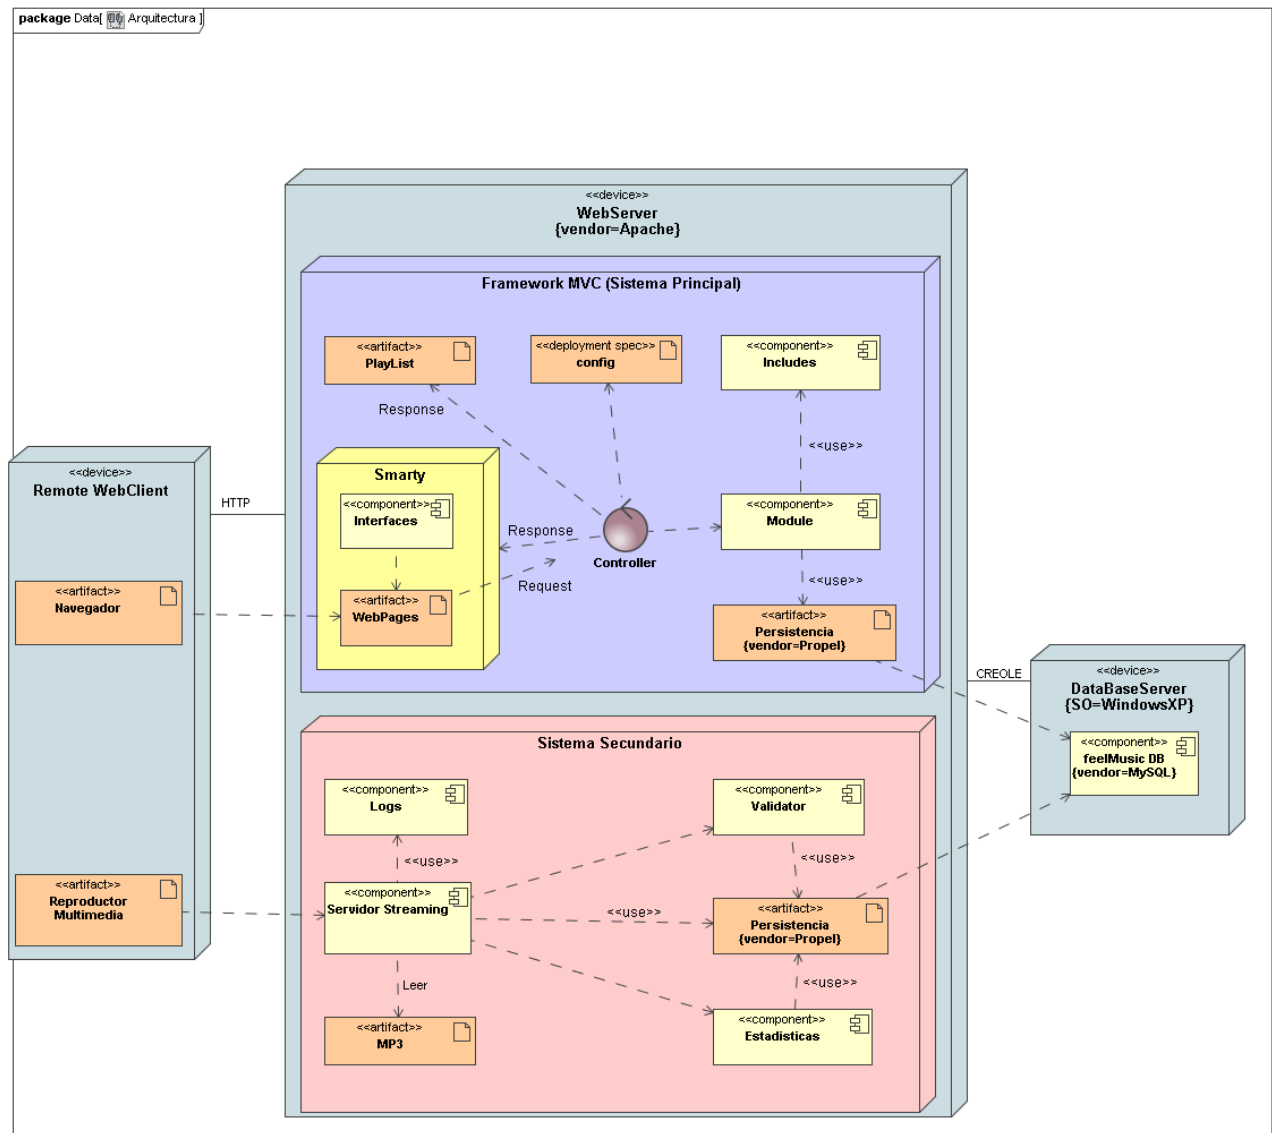 package Data[ Arquitectura ]
<<device>>
WebServer
{vendor=Apache}
Framework MVC (Sistema Principal)
<<artifact>>
PlayList
<<deployment spec>>
config
<<component>>
Includes
Response
<<use>>
<<device>>
Remote WebClient
HTTP
Smarty
<<component>>
Interfaces
Response
Request
Controller
<<component>>
Module
<<use>>
<<artifact>>
Navegador
<<artifact>>
WebPages
<<artifact>>
Persistencia
{vendor=Propel}
CREOLE
<<device>>
DataBaseServer
{SO=WindowsXP}
<<component>>
feelMusic DB
{vendor=MySQL}
Sistema Secundario
<<component>>
Logs
<<component>>
Validator
<<use>>
<<use>>
<<artifact>>
Reproductor
Multimedia
<<component>>
Servidor Streaming
<<use>>
<<artifact>>
Persistencia
{vendor=Propel}
Leer
<<use>>
<<artifact>>
MP3
<<component>>
Estadisticas